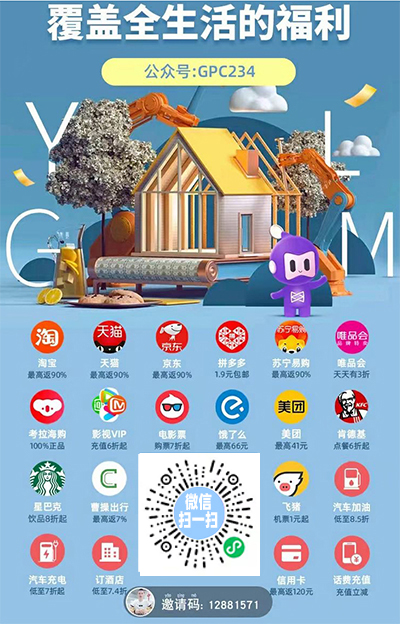 覆盖全生活的福利
公众号:GPC234
Y L
G M
淘 天猫 京东 拼多多 苏宁易购 唯品会 品牌特卖
淘宝 天猫 京东 拼多多 苏宁易购 唯品会
最高返90% 最高返90% 最高返90% 1.9元包邮 最高返90% 天天有3折
tv e 美团 KFC
考拉海购 影视VIP 电影票 饿了么 美团 肯德基
100%正品 充值6折起 购票7折起 最高66元 最高41元 点餐6折起
C 微信
扫一扫
星巴克 曹操出行 飞猪 汽车加油
饮品8折起 最高返7% 机票1元起 低至8.5折
汽车充电 订酒店 信用卡 话费充值
低至7折起 低至7.4折 最高返120元 充值立减
邀请码: 12881571